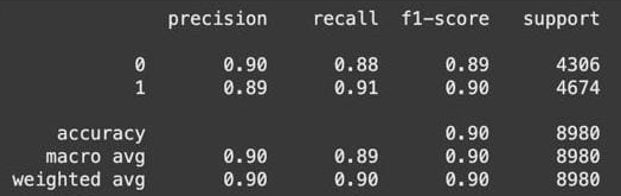 precision recall f1-score support
0 0.90 0.88 0.89 4306
1 0.89 0.91 0.90 4674
accuracy 0.90 8980
macro avg 0.90 0.89 0.90 8980
weighted avg 0.90 0.90 0.90 8980